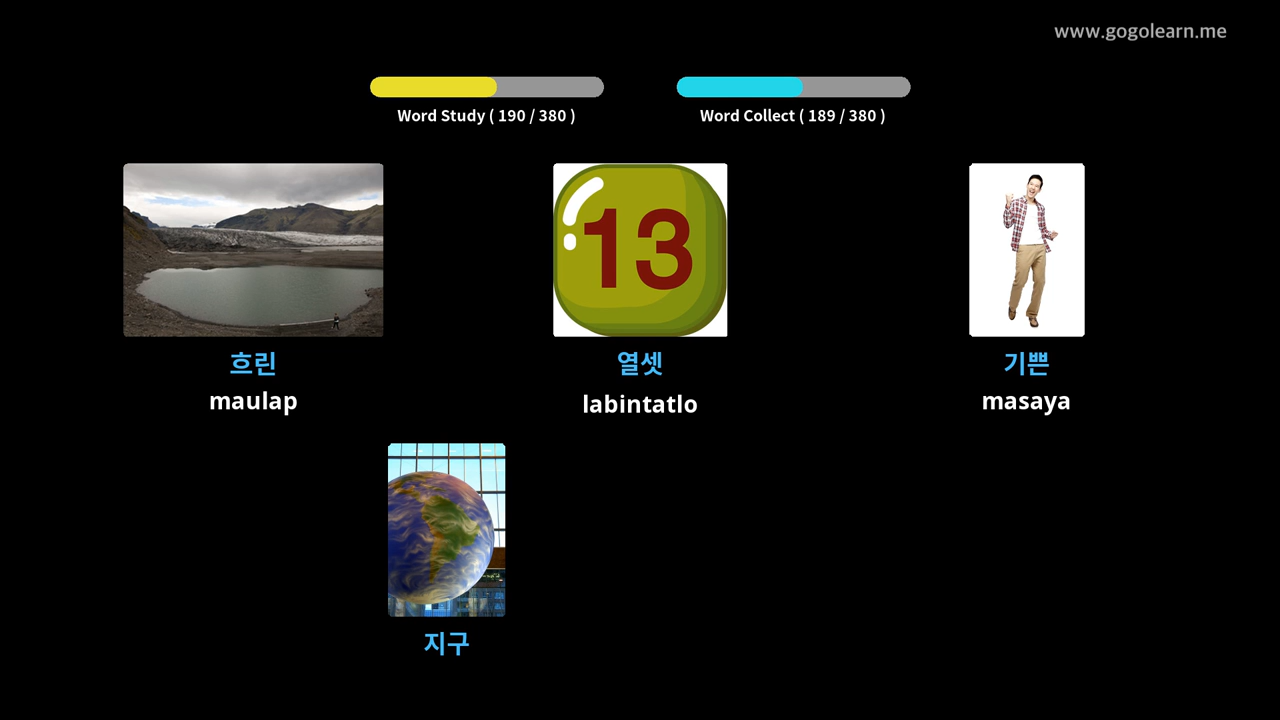 www.gogolearn.me
Word Study ( 190 / 380 )
Word Collect ( 189 / 380 )
13
흐린
maulap
열셋
labintatlo
기쁜
masaya
지구